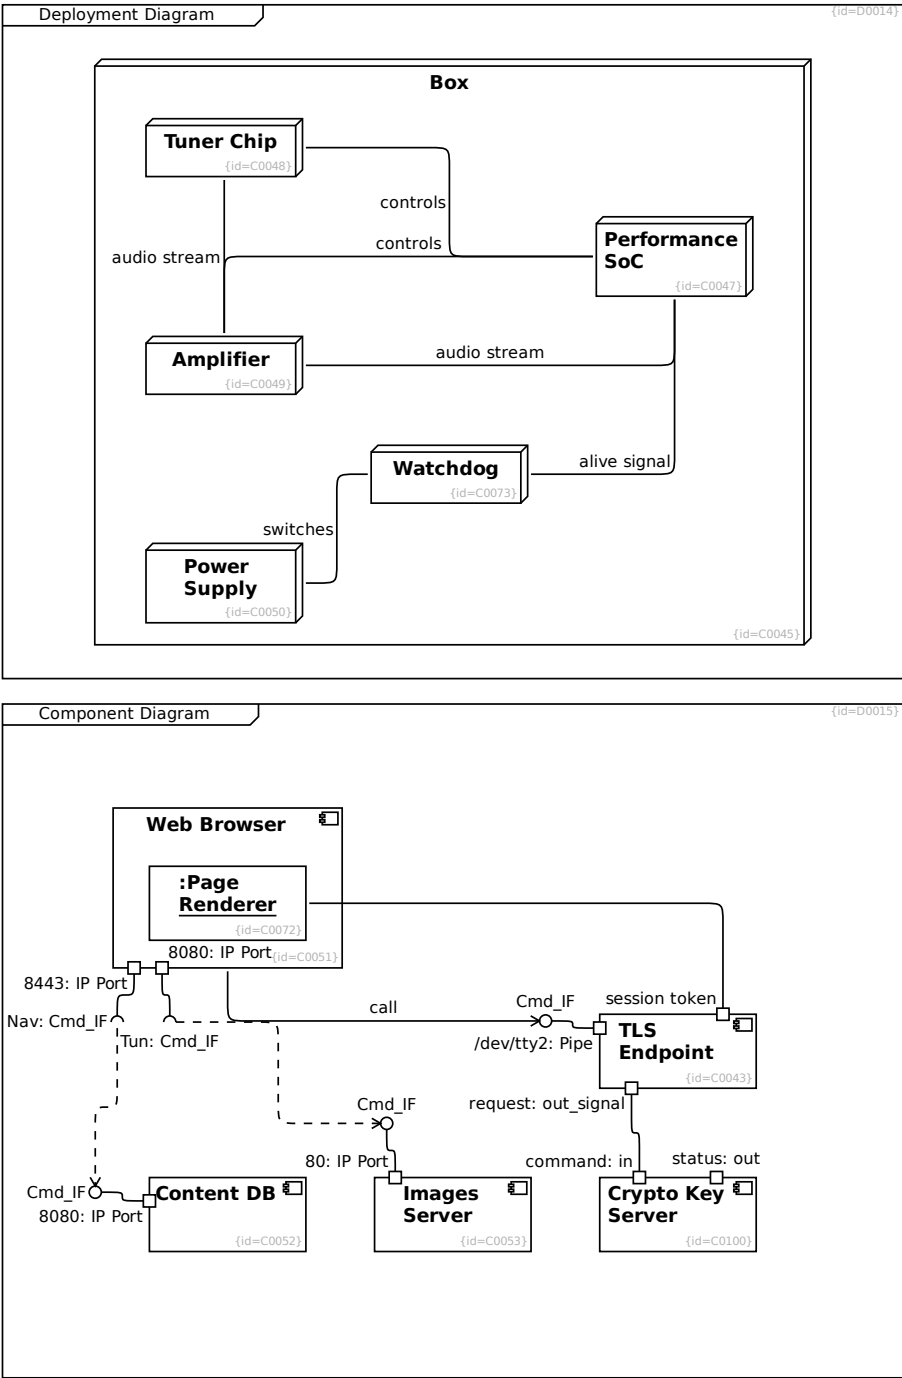 Deployment Diagram
{id=D0014}
Box
Tuner Chip
{id=C0048}
controls
Performance
SoC
{id=C0047}
controls
audio stream
Amplifier
{id=C0049}
audio stream
Watchdog
{id=C0073}
alive signal
switches
Power
Supply
{id=C0050}
{id=C0045}
Component Diagram
{id=D0015}
Web Browser
:Page
Renderer
{id=C0072}
8080: IP Port
{id=C0051}
8443: IP Port
Nav: Cmd_IF
Tun: Cmd_IF
call
Cmd_IF
session token
/dev/tty2: Pipe
TLS
Endpoint
{id=C0043}
request: out_signal
Cmd_IF
80: IP Port
command: in
status: out
Cmd_IF
8080: IP Port
Content DB
{id=C0052}
Images
Server
{id=C0053}
Crypto Key
Server
{id=C0100}